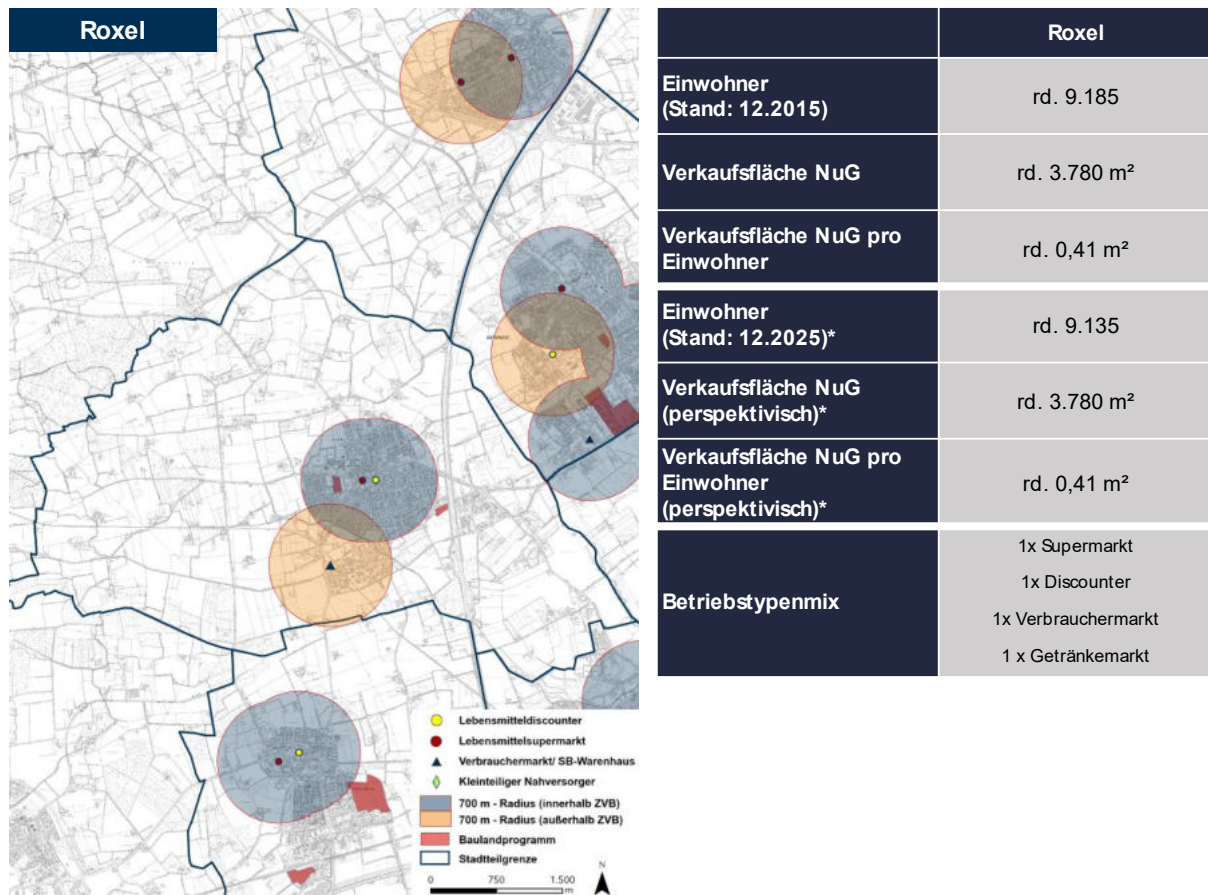 Roxel
Roxel
Einwohner
(Stand: 12.2015)
rd. 9.185
Verkaufsfläche NuG
rd. 3.780 m²
Verkaufsfläche NuG pro
Einwohner
rd. 0,41 m²
Einwohner
(Stand: 12.2025)*
rd. 9.135
Verkaufsfläche NuG
(perspektivisch)*
rd. 3.780 m²
Verkaufsfläche NuG pro
Einwohner
(perspektivisch)*
rd. 0,41 m²
Betriebstypenmix
1x Supermarkt
1x Discounter
1x Verbrauchermarkt
1 x Getränkemarkt
Lebensmitteldiscounter
Lebensmittelsupermarkt
Verbrauchermarkt/ SB-Warenhaus
Kleinteiliger Nahversorger
700 m - Radius (innerhalb ZVB)
700 m - Radius (außerhalb ZVB)
Baulandprogramm
Stadtteilgrenze
N
0 750 1.500
m